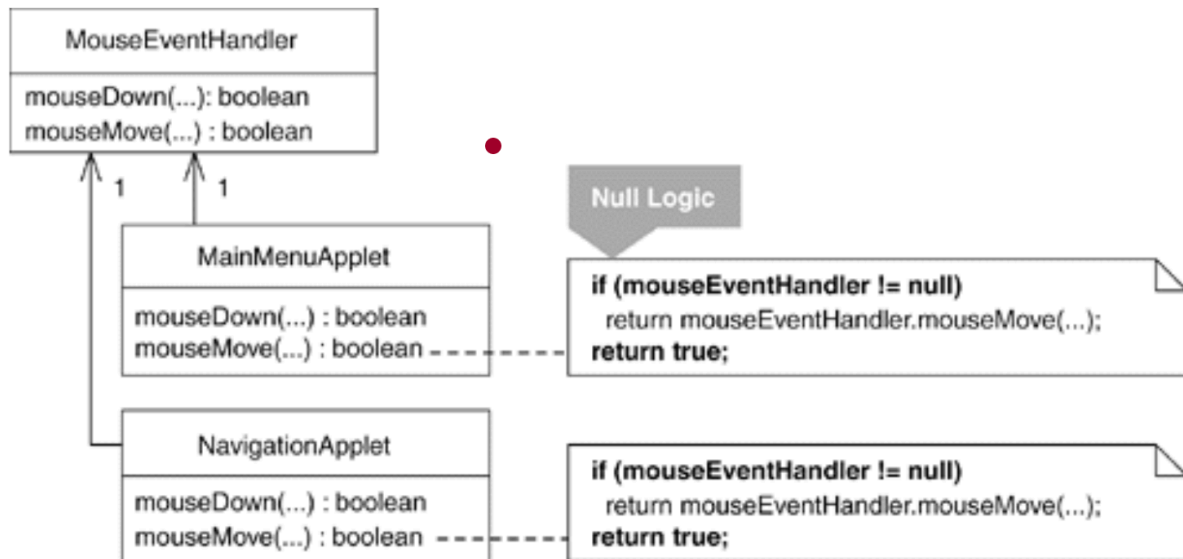 MouseEventHandler
mouseDown(...): boolean
mouseMove(...) : boolean
1
1
Null Logic
MainMenuApplet
mouseDown(...) : boolean
mouseMove(...) : boolean
if (mouseEventHandler != null)
return mouseEventHandler.mouseMove(...);
return true;
NavigationApplet
mouseDown(...) : boolean
mouseMove(...) : boolean
if (mouseEventHandler != null)
return mouseEventHandler.mouseMove(...);
return true;